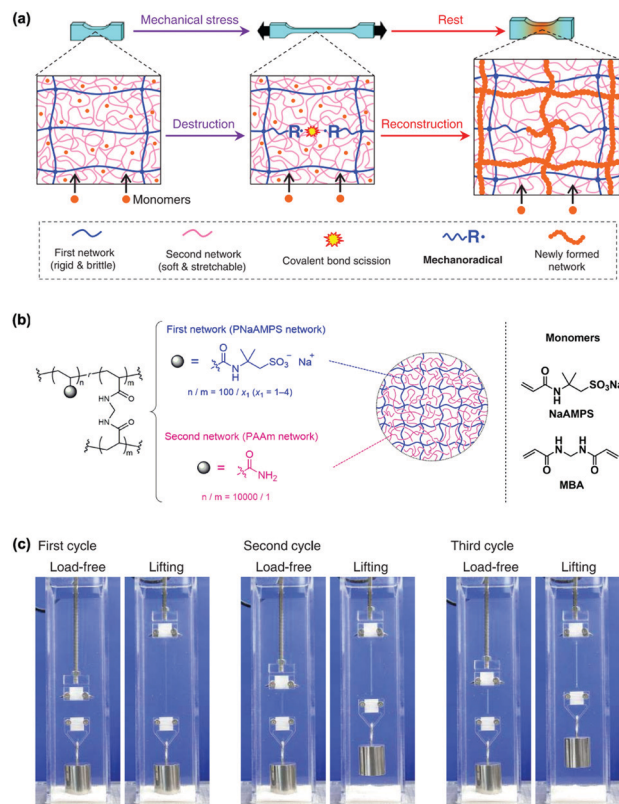 (a)
Mechanical stress
Rest
Destruction
R· ·R
Reconstruction
Monomers
First network
(rigid & brittle)
Second network
(soft & stretchable)
Covalent bond scission
R·
Mechanoradical
Newly formed
network
(b)
First network (PNaAMPS network)
n
m
O
NH
HN
O
m
= O N H SO₃⁻ Na⁺
n / m = 100 / x₁ (x₁ = 1–4)
Second network (PAAm network)
= O NH₂
n / m = 10000 / 1
Monomers
O N H SO₃Na
NaAMPS
O H N H N O
MBA
(c) First cycle
Second cycle
Third cycle
Load-free
Lifting
Load-free
Lifting
Load-free
Lifting